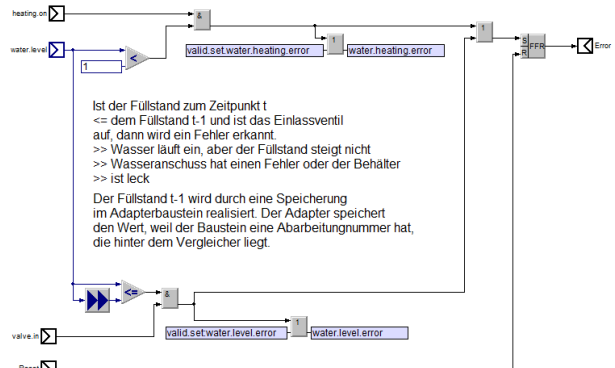 heating.on
&
1
Error
water.level
valid.set.water.heating.error
1
water.heating.error
S
R
FFR
<
1
Ist der Füllstand zum Zeitpunkt t
<= dem Füllstand t-1 und ist das Einlassventil
auf, dann wird ein Fehler erkannt.
>> Wasser läuft ein, aber der Füllstand steigt nicht
>> Wasseranschuss hat einen Fehler oder der Behälter
>> ist leck
Der Füllstand t-1 wird durch eine Speicherung
im Adapterbaustein realisiert. Der Adapter speichert
den Wert, weil der Baustein eine Abarbeitungnummer hat,
die hinter dem Vergleicher liegt.
<=
&
1
valve.in
valid.set.water.level.error
water.level.error
Reset